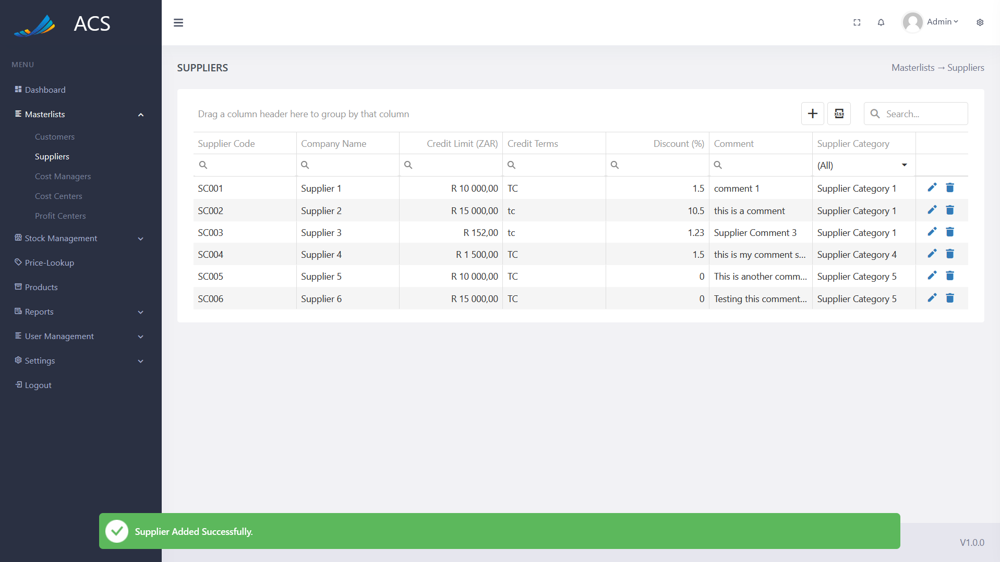 ACS
Admin
MENU
Dashboard
Masterlists
Customers
Suppliers
Cost Managers
Cost Centers
Profit Centers
Stock Management
Price-Lookup
Products
Reports
User Management
Settings
Logout
SUPPLIERS
Masterlists → Suppliers
Drag a column header here to group by that column
xlsx
Search...
Supplier Code Company Name Credit Limit (ZAR) Credit Terms Discount (%) Comment Supplier Category
(All)
SC001 Supplier 1 R 10 000,00 TC 1.5 comment 1 Supplier Category 1
SC002 Supplier 2 R 15 000,00 tc 10.5 this is a comment Supplier Category 1
SC003 Supplier 3 R 152,00 tc 1.23 Supplier Comment 3 Supplier Category 1
SC004 Supplier 4 R 1 500,00 TC 1.5 this is my comment s... Supplier Category 4
SC005 Supplier 5 R 10 000,00 TC 0 This is another comm... Supplier Category 5
SC006 Supplier 6 R 15 000,00 TC 0 Testing this comment... Supplier Category 5
Supplier Added Successfully.
V1.0.0